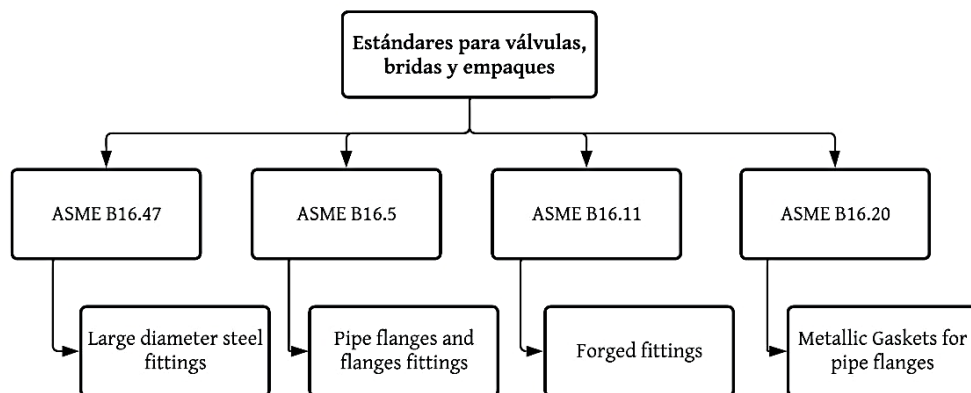 Estándares para válvulas,
bridas y empaques
ASME B16.47
ASME B16.5
ASME B16.11
ASME B16.20
Large diameter steel
fittings
Pipe flanges and
flanges fittings
Forged fittings
Metallic Gaskets for
pipe flanges